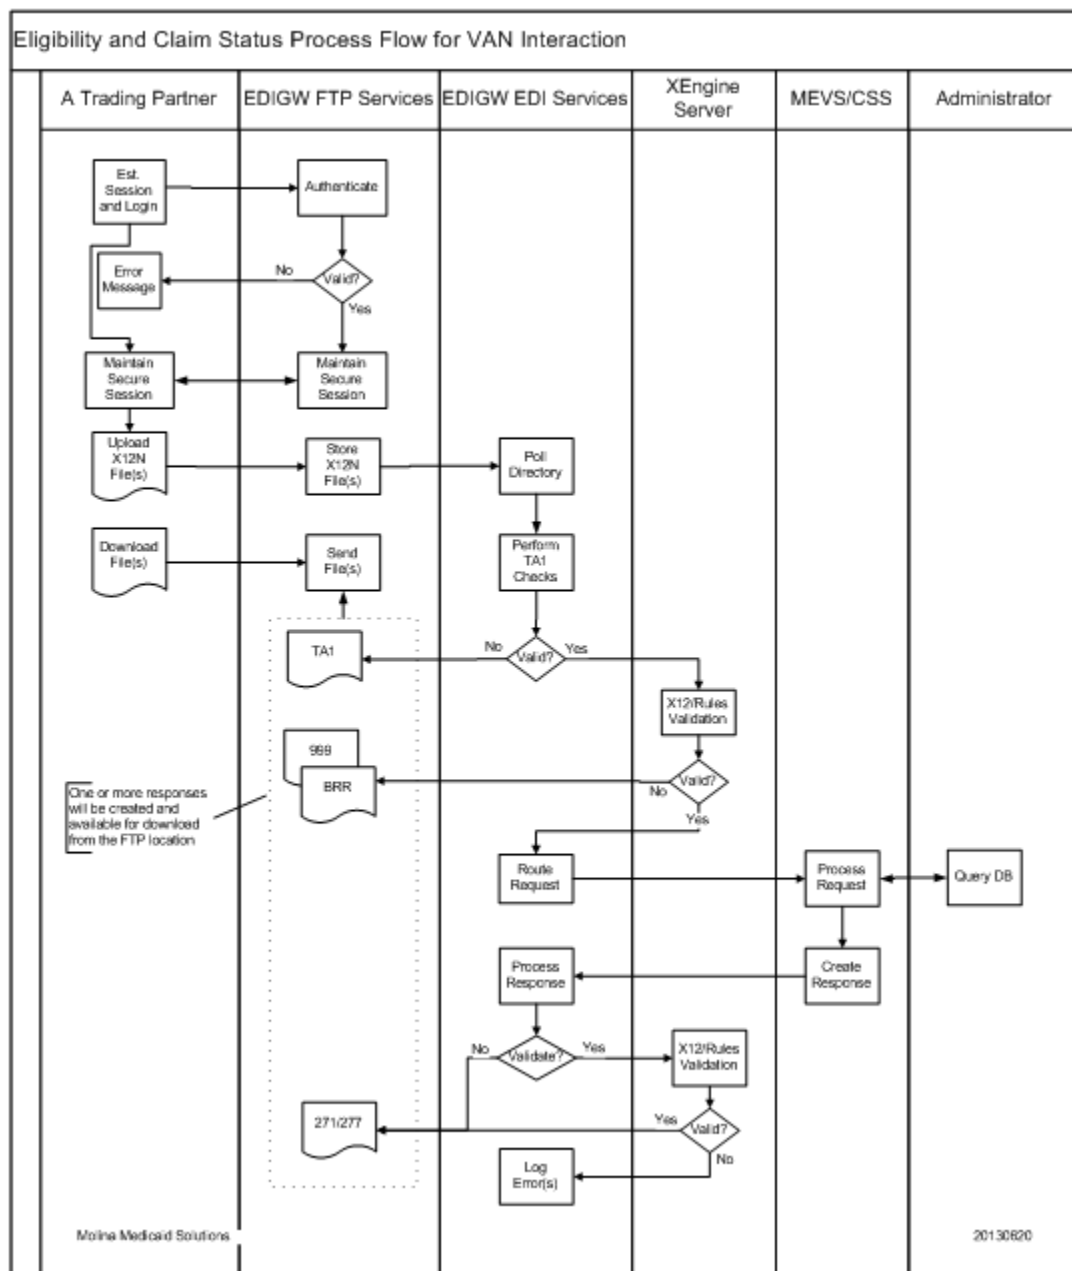 Eligibility and Claim Status Process Flow for VAN Interaction
A Trading Partner
EDIGW FTP Services
EDIGW EDI Services
XEngine
Server
MEVS/CSS
Administrator
Est.
Session
and Login
Authenticate
Error
Message
No
Valid?
Yes
Maintain
Secure
Session
Maintain
Secure
Session
Upload
X12N
File(s)
Store
X12N
File(s)
Poll
Directory
Download
File(s)
Send
File(s)
Perform
TA1
Checks
TA1
No
Valid?
Yes
X12/Rules
Validation
999
BRR
No
Valid?
Yes
One or more responses
will be created and
available for download
from the FTP location
Route
Request
Process
Request
Query DB
Process
Response
Create
Response
No
Validate?
Yes
X12/Rules
Validation
271/277
Yes
Valid?
No
Log
Error(s)
Molina Medicaid Solutions
20130620